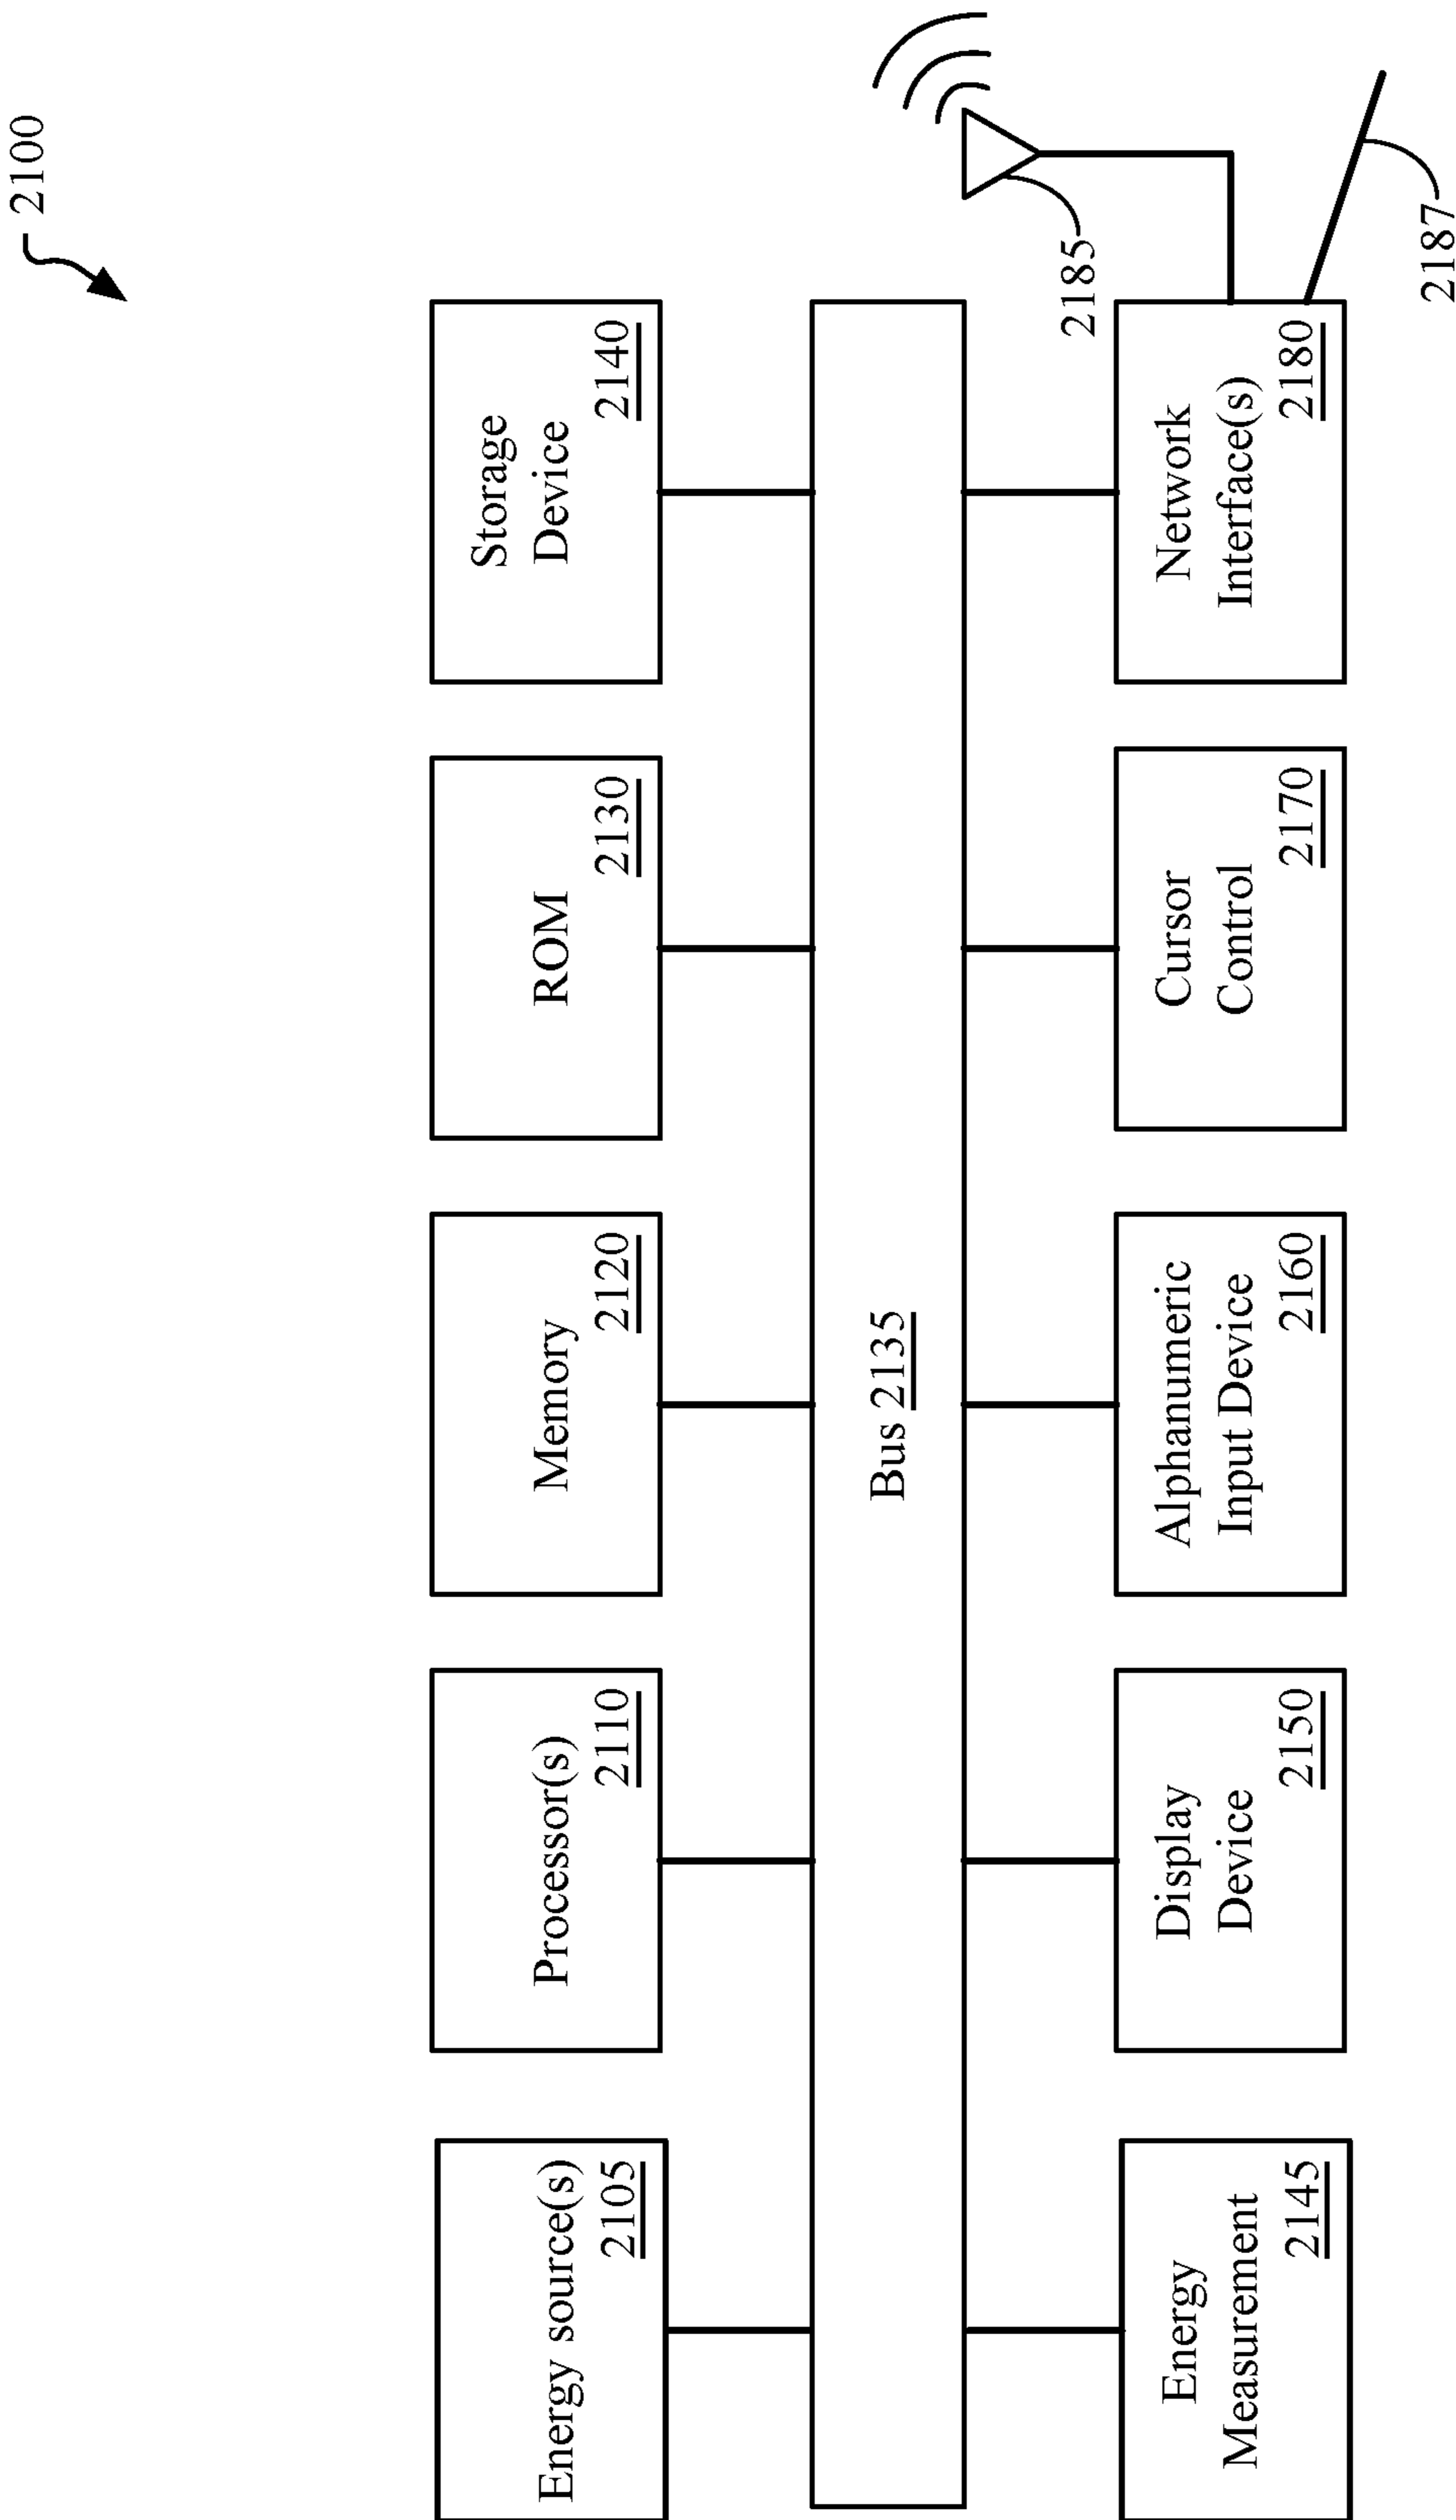 2100
Energy source(s)
2105
Processor(s)
2110
Memory
2120
ROM
2130
Storage
Device
2140
Bus 2135
Energy
Measurement
2145
Display
Device
2150
Alphanumeric
Input Device
2160
Cursor
Control
2170
Network
Interface(s)
2180
2185
2187